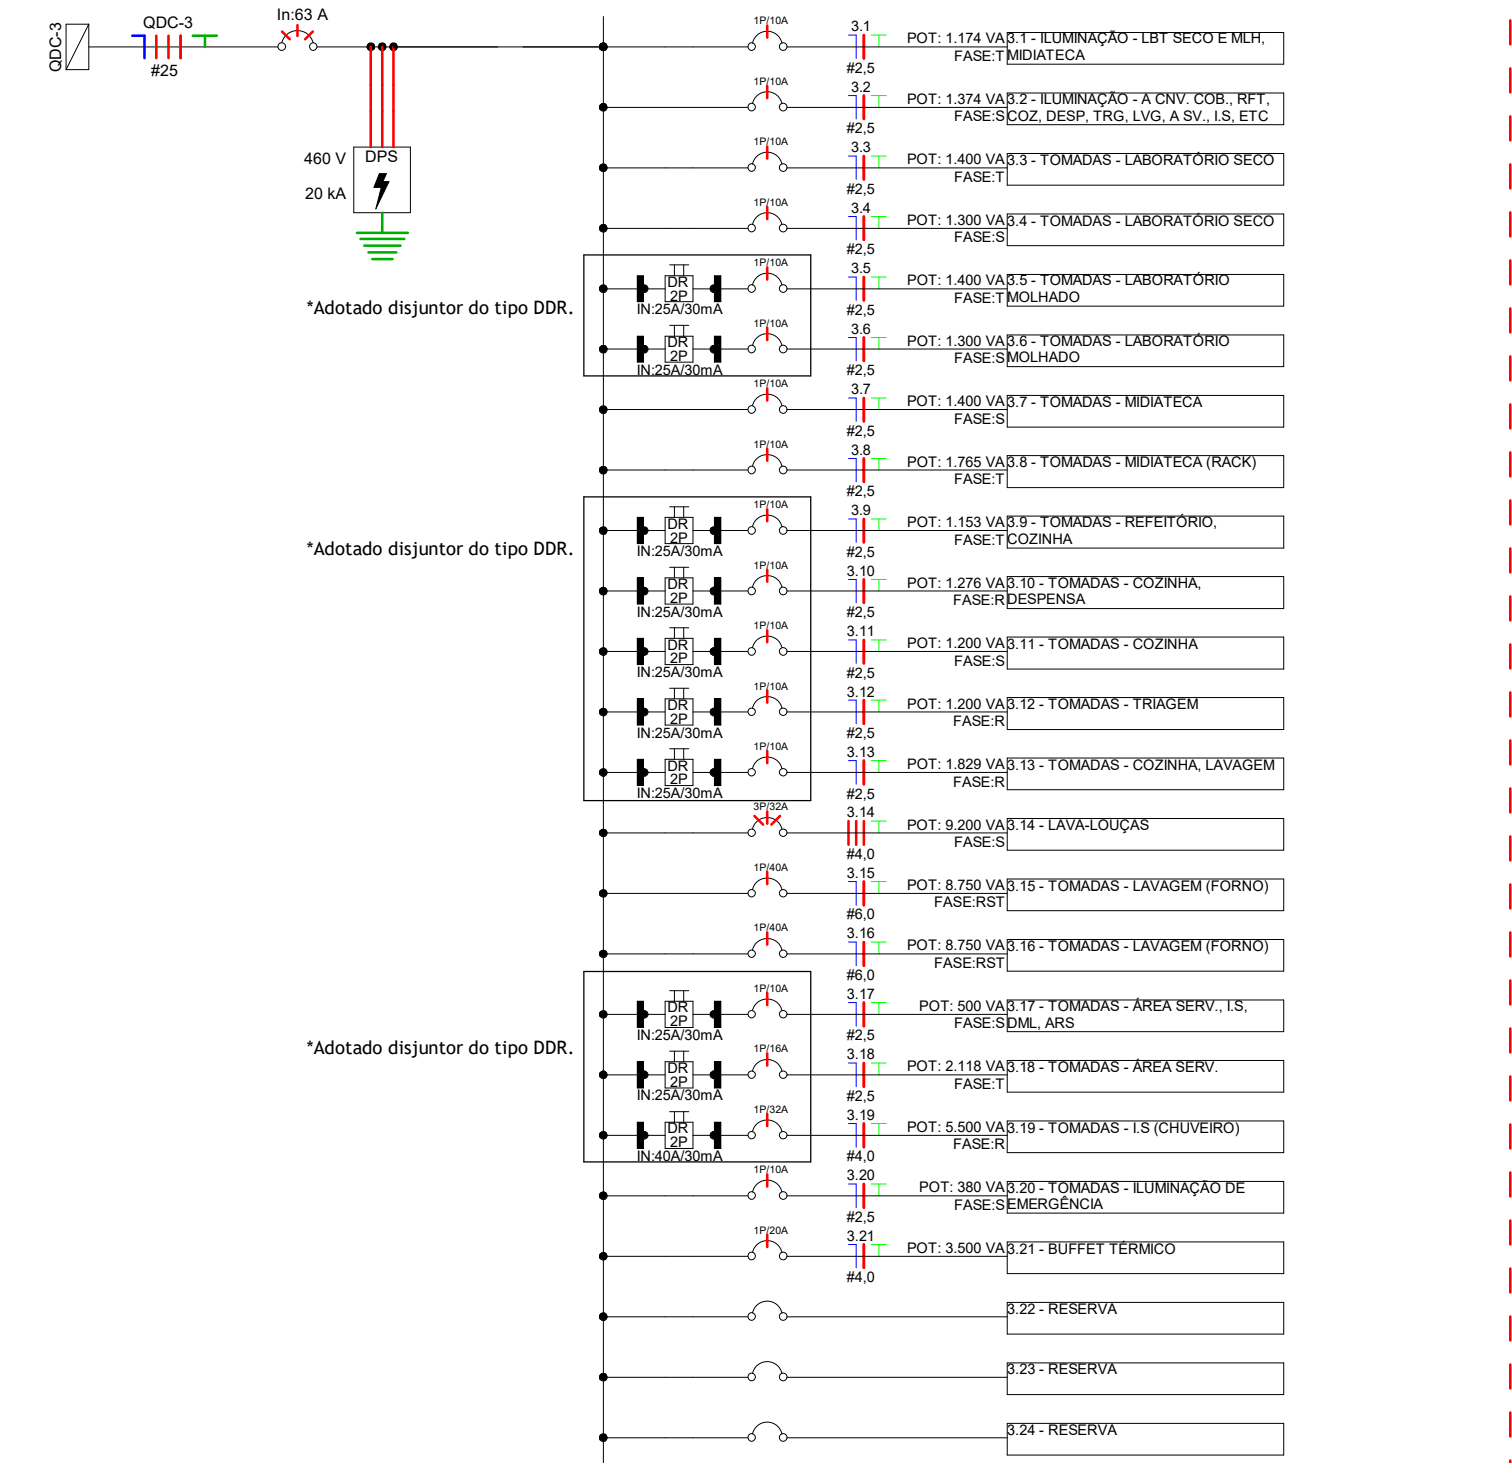 QDC-3
QDC-3
#25
In:63 A
460 V
20 kA
DPS
1P/10A
3.1
#2,5
POT: 1.174 VA
FASE:T
3.1 - ILUMINAÇÃO - LBT SECO E MLH,
MIDIATECA
1P/10A
3.2
#2,5
POT: 1.374 VA
FASE:S
3.2 - ILUMINAÇÃO - A CNV. COB., RFT,
COZ, DESP, TRG, LVG, A SV., I.S, ETC
1P/10A
3.3
#2,5
POT: 1.400 VA
FASE:T
3.3 - TOMADAS - LABORATÓRIO SECO
1P/10A
3.4
#2,5
POT: 1.300 VA
FASE:S
3.4 - TOMADAS - LABORATÓRIO SECO
*Adotado disjuntor do tipo DDR.
DR
2P
IN:25A/30mA
1P/10A
3.5
#2,5
POT: 1.400 VA
FASE:T
3.5 - TOMADAS - LABORATÓRIO
MOLHADO
DR
2P
IN:25A/30mA
1P/10A
3.6
#2,5
POT: 1.300 VA
FASE:S
3.6 - TOMADAS - LABORATÓRIO
MOLHADO
1P/10A
3.7
#2,5
POT: 1.400 VA
FASE:S
3.7 - TOMADAS - MIDIATECA
1P/10A
3.8
#2,5
POT: 1.765 VA
FASE:T
3.8 - TOMADAS - MIDIATECA (RACK)
*Adotado disjuntor do tipo DDR.
DR
2P
IN:25A/30mA
1P/10A
3.9
#2,5
POT: 1.153 VA
FASE:T
3.9 - TOMADAS - REFEITÓRIO,
COZINHA
DR
2P
IN:25A/30mA
1P/10A
3.10
#2,5
POT: 1.276 VA
FASE:R
3.10 - TOMADAS - COZINHA,
DESPENSA
DR
2P
IN:25A/30mA
1P/10A
3.11
#2,5
POT: 1.200 VA
FASE:S
3.11 - TOMADAS - COZINHA
DR
2P
IN:25A/30mA
1P/10A
3.12
#2,5
POT: 1.200 VA
FASE:R
3.12 - TOMADAS - TRIAGEM
DR
2P
IN:25A/30mA
1P/10A
3.13
#2,5
POT: 1.829 VA
FASE:R
3.13 - TOMADAS - COZINHA, LAVAGEM
3P/32A
3.14
#4,0
POT: 9.200 VA
FASE:S
3.14 - LAVA-LOUÇAS
1P/40A
3.15
#6,0
POT: 8.750 VA
FASE:RST
3.15 - TOMADAS - LAVAGEM (FORNO)
1P/40A
3.16
#6,0
POT: 8.750 VA
FASE:RST
3.16 - TOMADAS - LAVAGEM (FORNO)
*Adotado disjuntor do tipo DDR.
DR
2P
IN:25A/30mA
1P/10A
3.17
#2,5
POT: 500 VA
FASE:S
3.17 - TOMADAS - ÁREA SERV., I.S,
DML, ARS
DR
2P
IN:25A/30mA
1P/16A
3.18
#2,5
POT: 2.118 VA
FASE:T
3.18 - TOMADAS - ÁREA SERV.
DR
2P
IN:40A/30mA
1P/32A
3.19
#4,0
POT: 5.500 VA
FASE:R
3.19 - TOMADAS - I.S (CHUVEIRO)
1P/10A
3.20
#2,5
POT: 380 VA
FASE:S
3.20 - TOMADAS - ILUMINAÇÃO DE
EMERGÊNCIA
1P/20A
3.21
#4,0
POT: 3.500 VA
3.21 - BUFFET TÉRMICO
3.22 - RESERVA
3.23 - RESERVA
3.24 - RESERVA